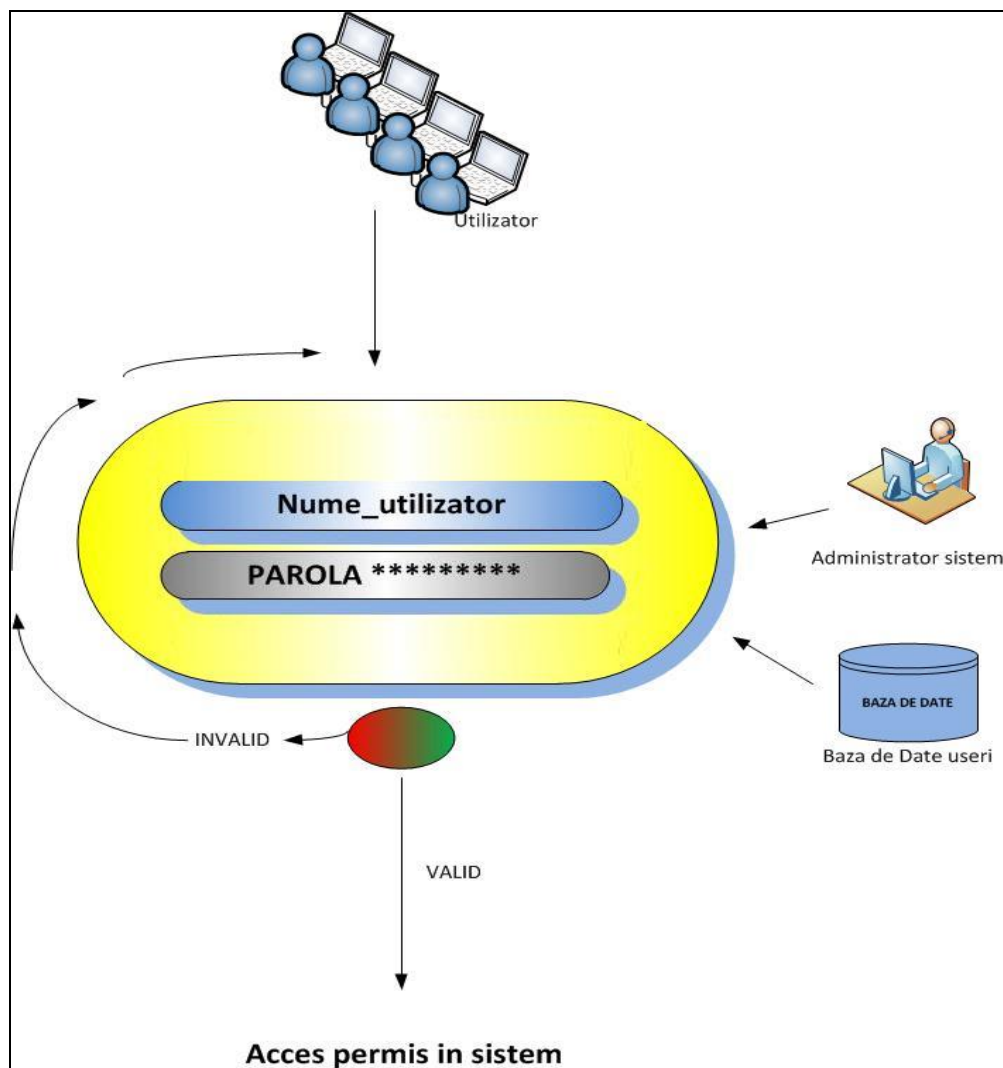 Utilizator
Nume_utilizator
PAROLA *********
Administrator sistem
BAZA DE DATE
Baza de Date useri
INVALID
VALID
Acces permis in sistem